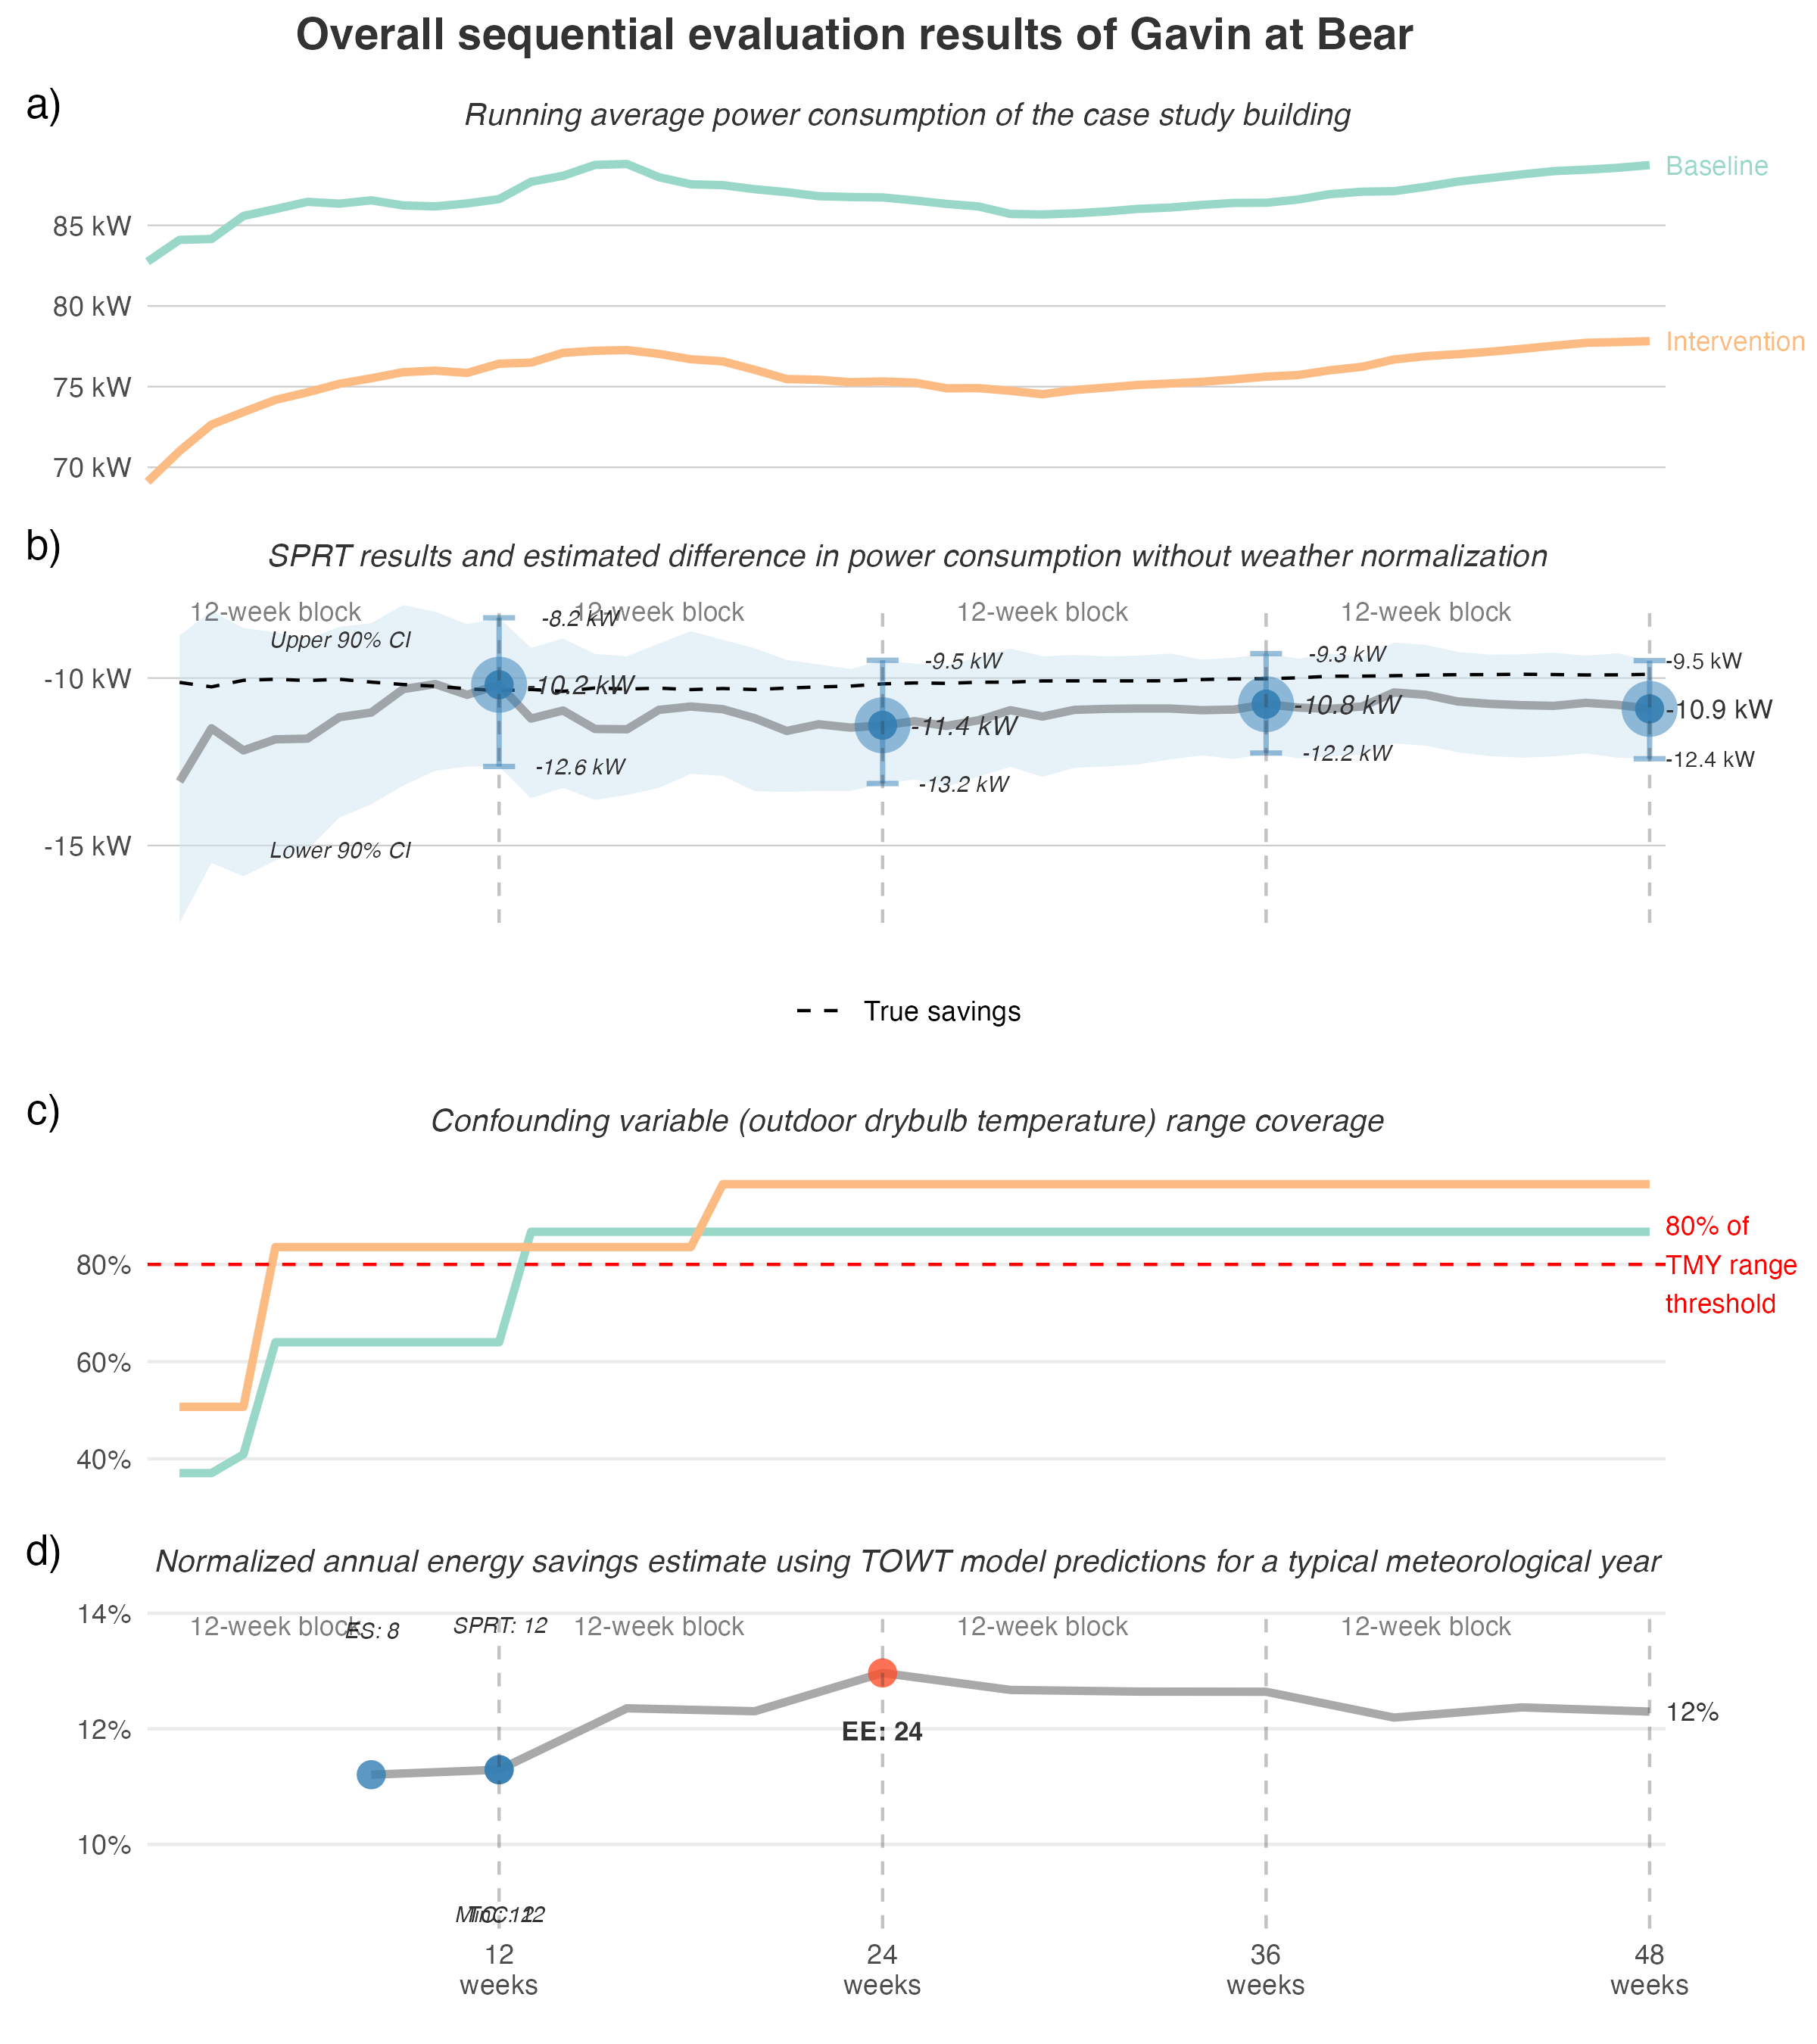 Overall sequential evaluation results of Gavin at Bear
a)
Running average power consumption of the case study building
Baseline
85 kW
80 kW
Intervention
75 kW
70 kW
b)
SPRT results and estimated difference in power consumption without weather normalization
12-week block
12-week block
12-week block
12-week block
-8.2 kW
Upper 90% CI
-9.5 kW
-9.3 kW
-9.5 kW
-10 kW
-10.2 kW
-11.4 kW
-10.8 kW
-10.9 kW
-12.6 kW
-13.2 kW
-12.2 kW
-12.4 kW
-15 kW
Lower 90% CI
True savings
c)
Confounding variable (outdoor drybulb temperature) range coverage
80% of
TMY range
threshold
80%
60%
40%
d)
Normalized annual energy savings estimate using TOWT model predictions for a typical meteorological year
14%
12-week block
ES: 8
SPRT: 12
12-week block
12-week block
12-week block
12%
EE: 24
12%
10%
12
weeks
24
weeks
36
weeks
48
weeks